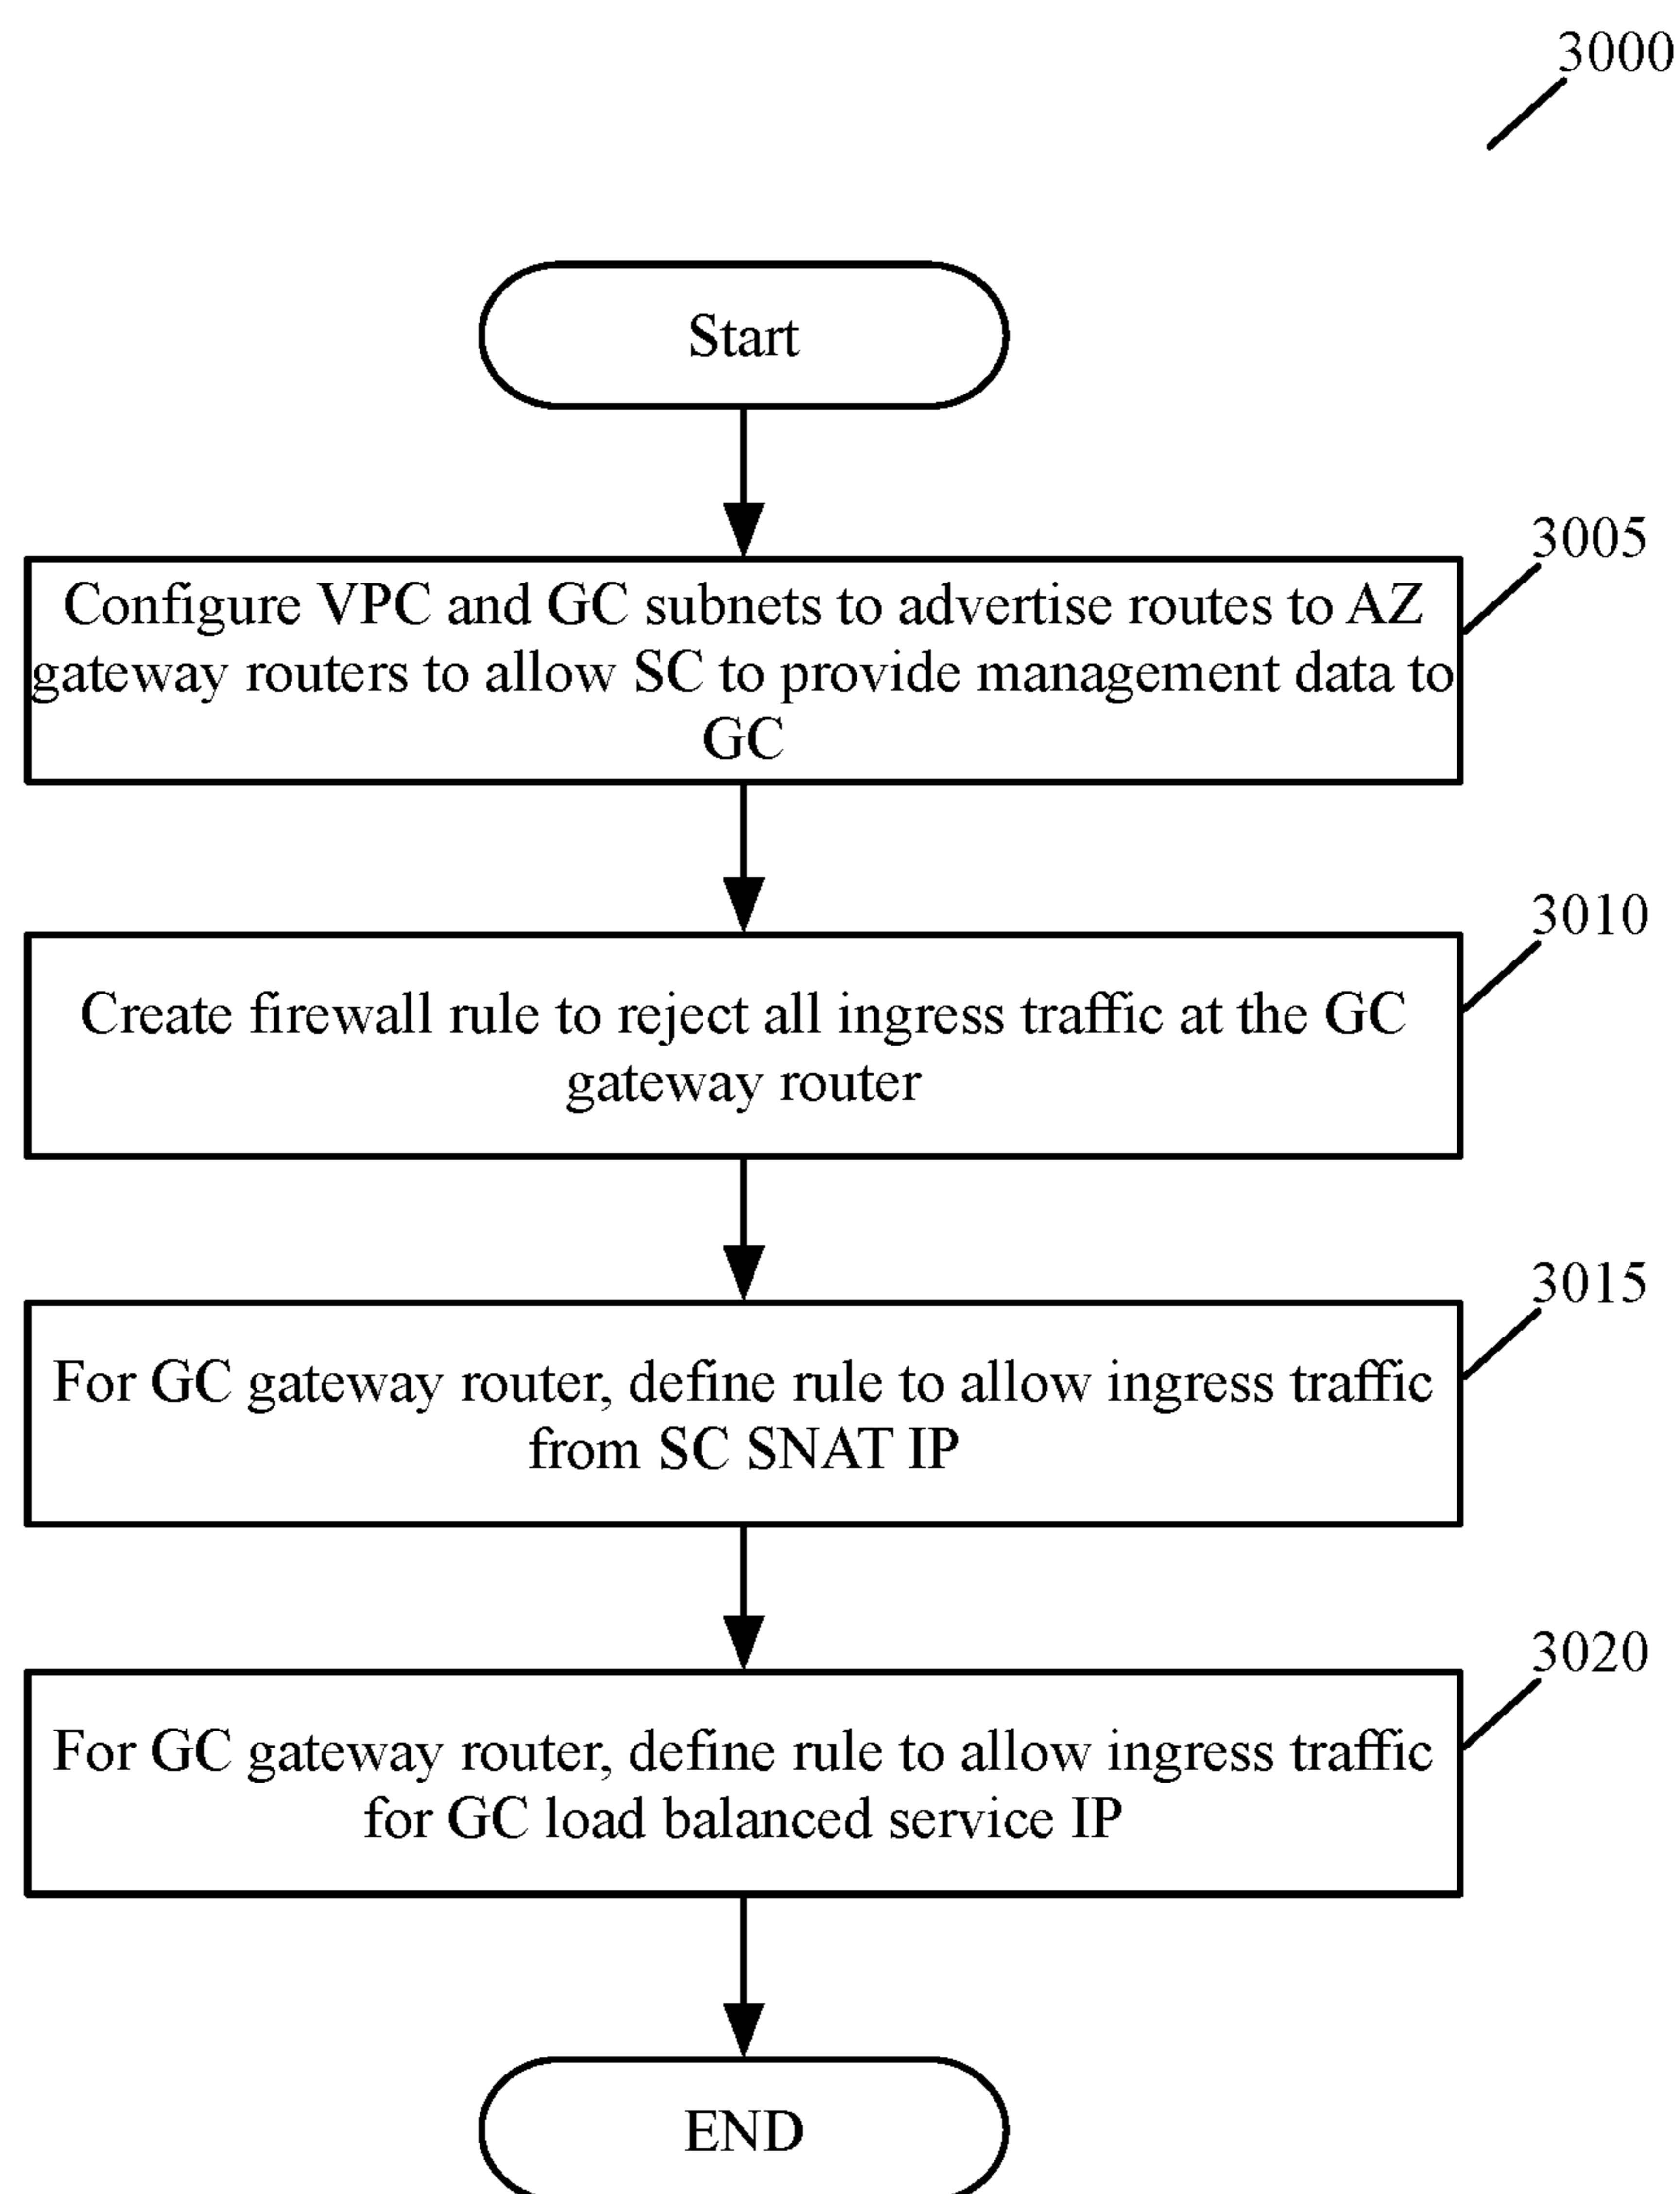 3000
Start
3005
Configure VPC and GC subnets to advertise routes to AZ
gateway routers to allow SC to provide management data to
GC
3010
Create firewall rule to reject all ingress traffic at the GC
gateway router
3015
For GC gateway router, define rule to allow ingress traffic
from SC SNAT IP
3020
For GC gateway router, define rule to allow ingress traffic
for GC load balanced service IP
END